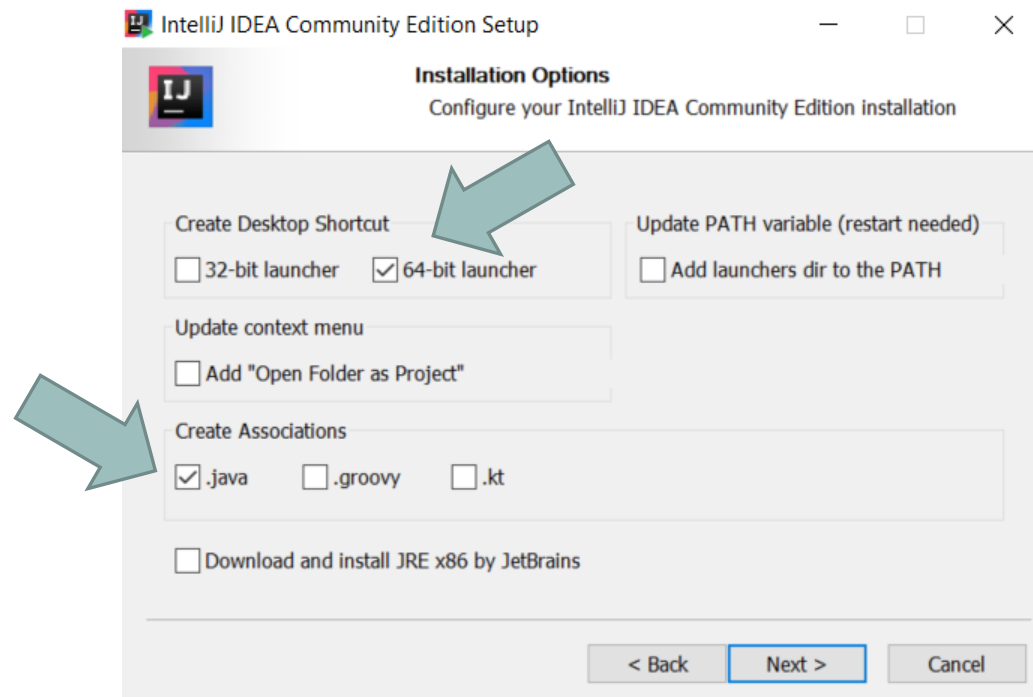 IntelliJ IDEA Community Edition Setup
IJ
Installation Options
Configure your IntelliJ IDEA Community Edition installation
Create Desktop Shortcut
32-bit launcher
64-bit launcher
Update PATH variable (restart needed)
Add launchers dir to the PATH
Update context menu
Add "Open Folder as Project"
Create Associations
.java
.groovy
.kt
Download and install JRE x86 by JetBrains
< Back
Next >
Cancel